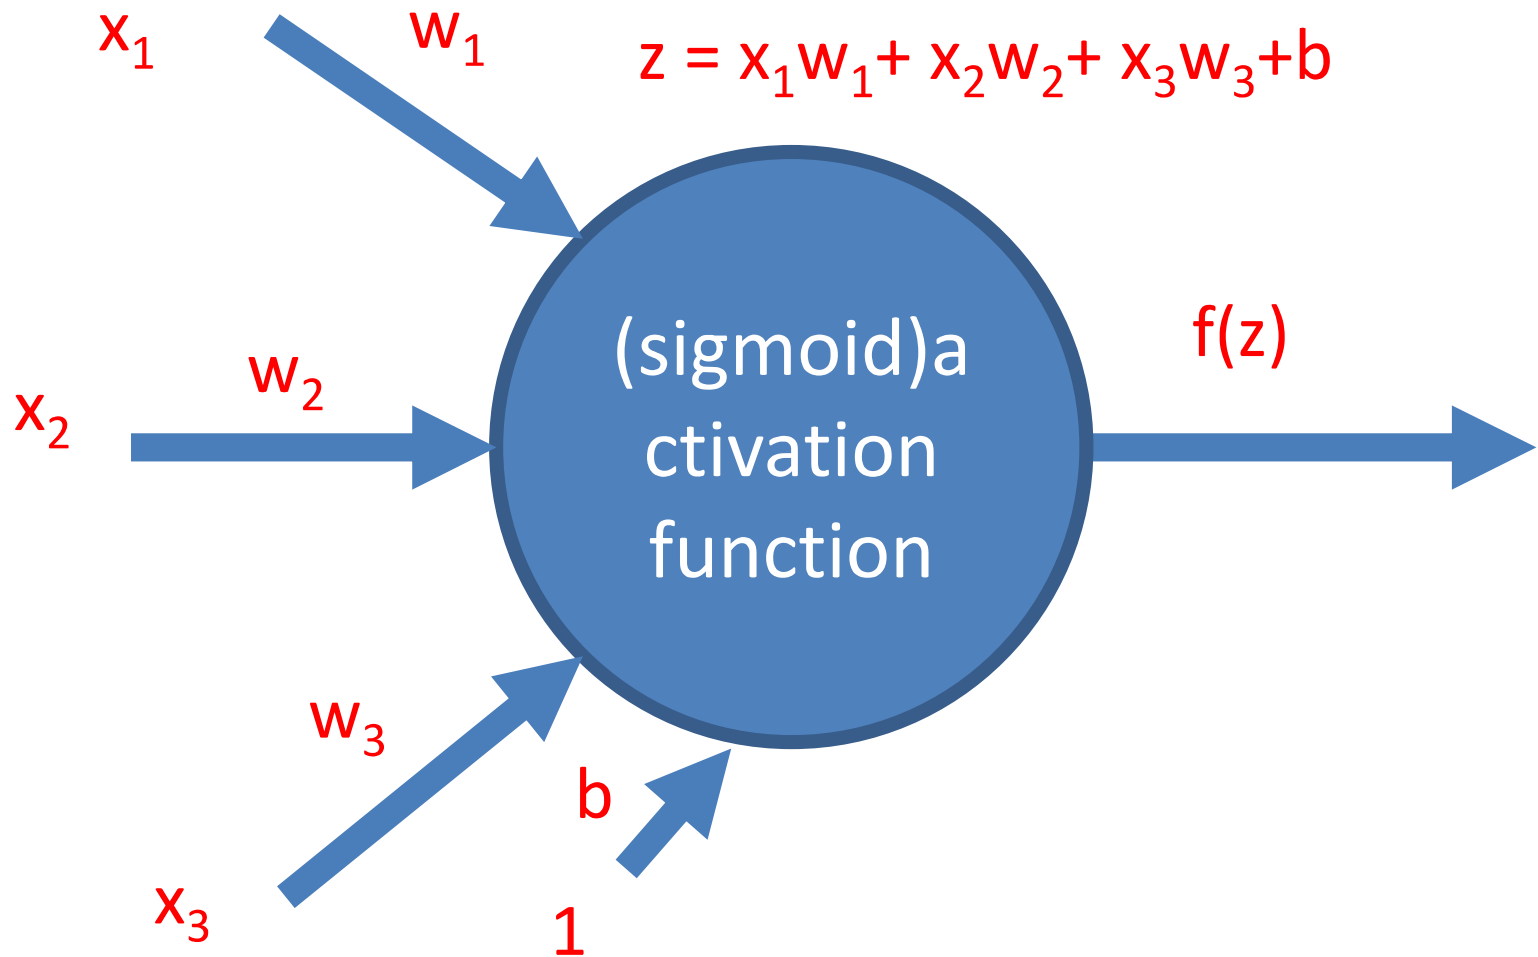 x₁
w₁
z = x₁w₁+ x₂w₂+ x₃w₃+b
(sigmoid)a
ctivation
function
f(z)
w₂
x₂
w₃
b
x₃
1